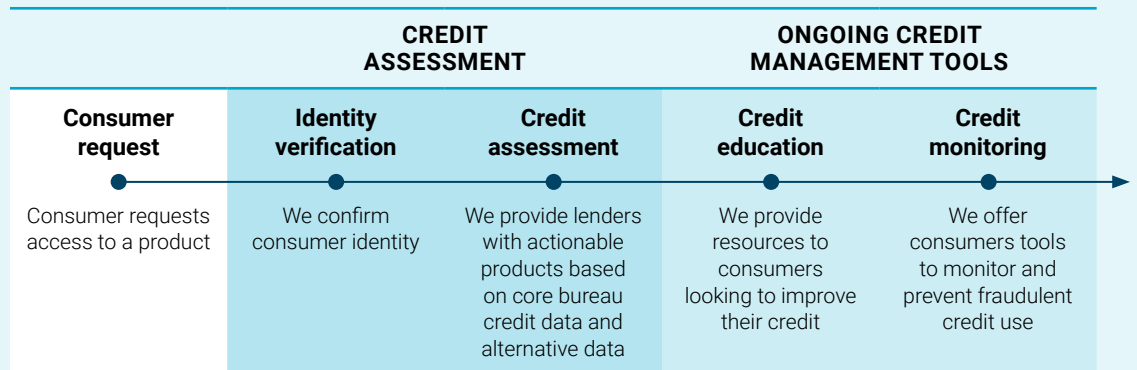 CREDIT
ASSESSMENT
ONGOING CREDIT
MANAGEMENT TOOLS
Consumer
request
Consumer requests
access to a product
Identity
verification
We confirm
consumer identity
Credit
assessment
We provide lenders
with actionable
products based
on core bureau
credit data and
alternative data
Credit
education
We provide
resources to
consumers
looking to improve
their credit
Credit
monitoring
We offer
consumers tools
to monitor and
prevent fraudulent
credit use